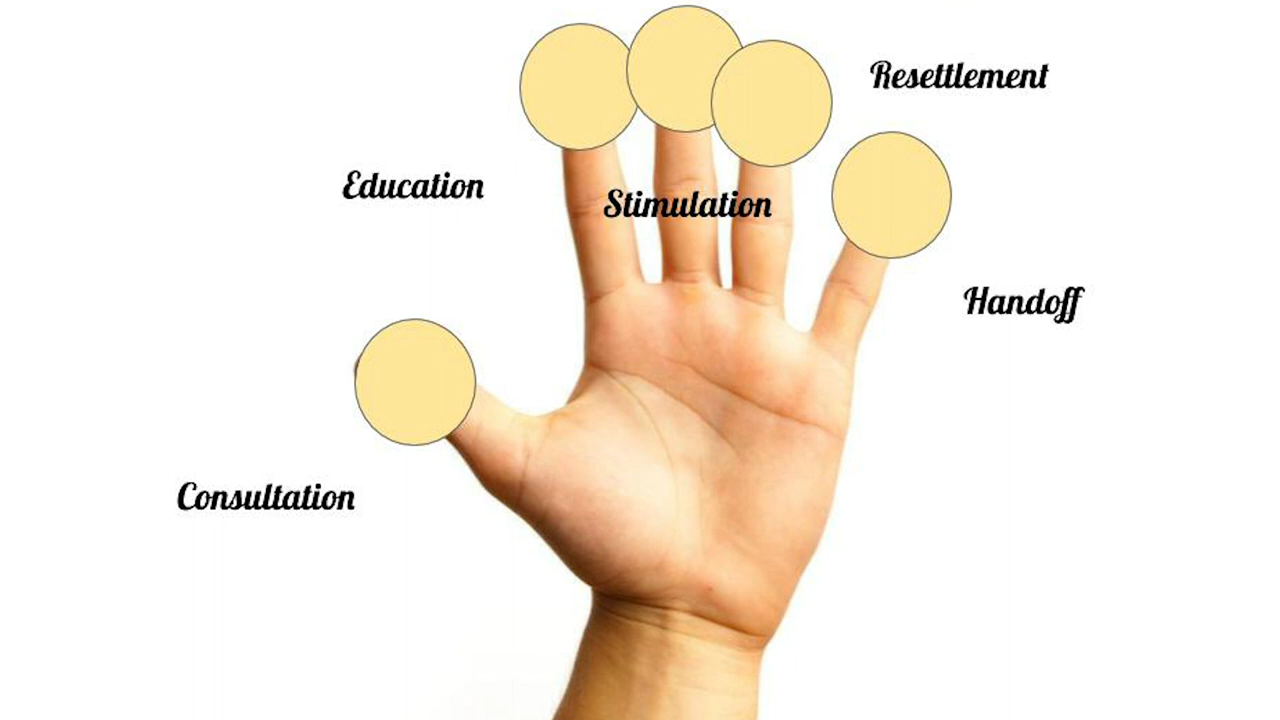 Resettlement
Education
Stimulation
Handoff
Consultation